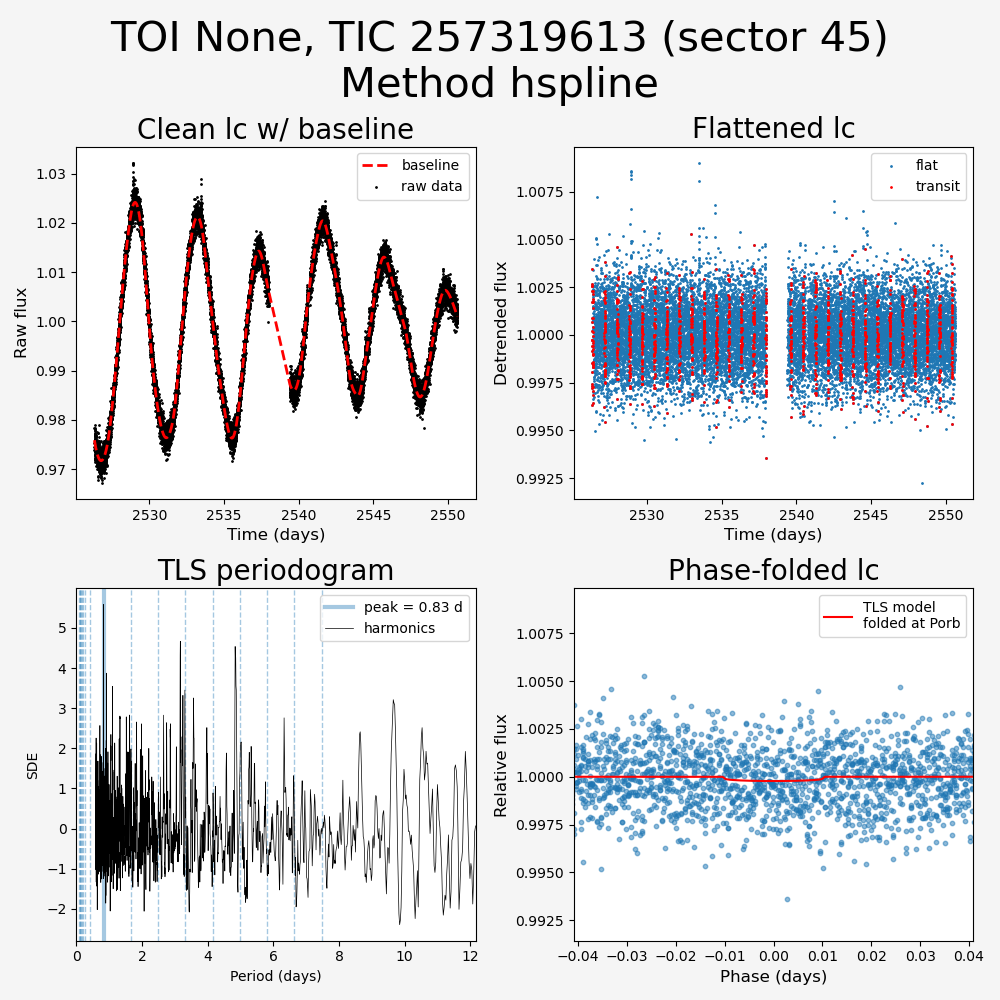 TOI None, TIC 257319613 (sector 45)
Method hspline
Clean lc w/ baseline
Raw flux
1.03
1.02
1.01
1.00
0.99
0.98
0.97
baseline
raw data
2530
2535
2540
2545
2550
Time (days)
Flattened lc
Detrended flux
1.0075
1.0050
1.0025
1.0000
0.9975
0.9950
0.9925
flat
transit
2530
2535
2540
2545
2550
Time (days)
TLS periodogram
SDE
5
4
3
2
1
0
−1
−2
peak = 0.83 d
harmonics
0
2
4
6
8
10
12
Period (days)
Phase-folded lc
Relative flux
1.0075
1.0050
1.0025
1.0000
0.9975
0.9950
0.9925
TLS model
folded at Porb
−0.04
−0.03
−0.02
−0.01
0.00
0.01
0.02
0.03
0.04
Phase (days)